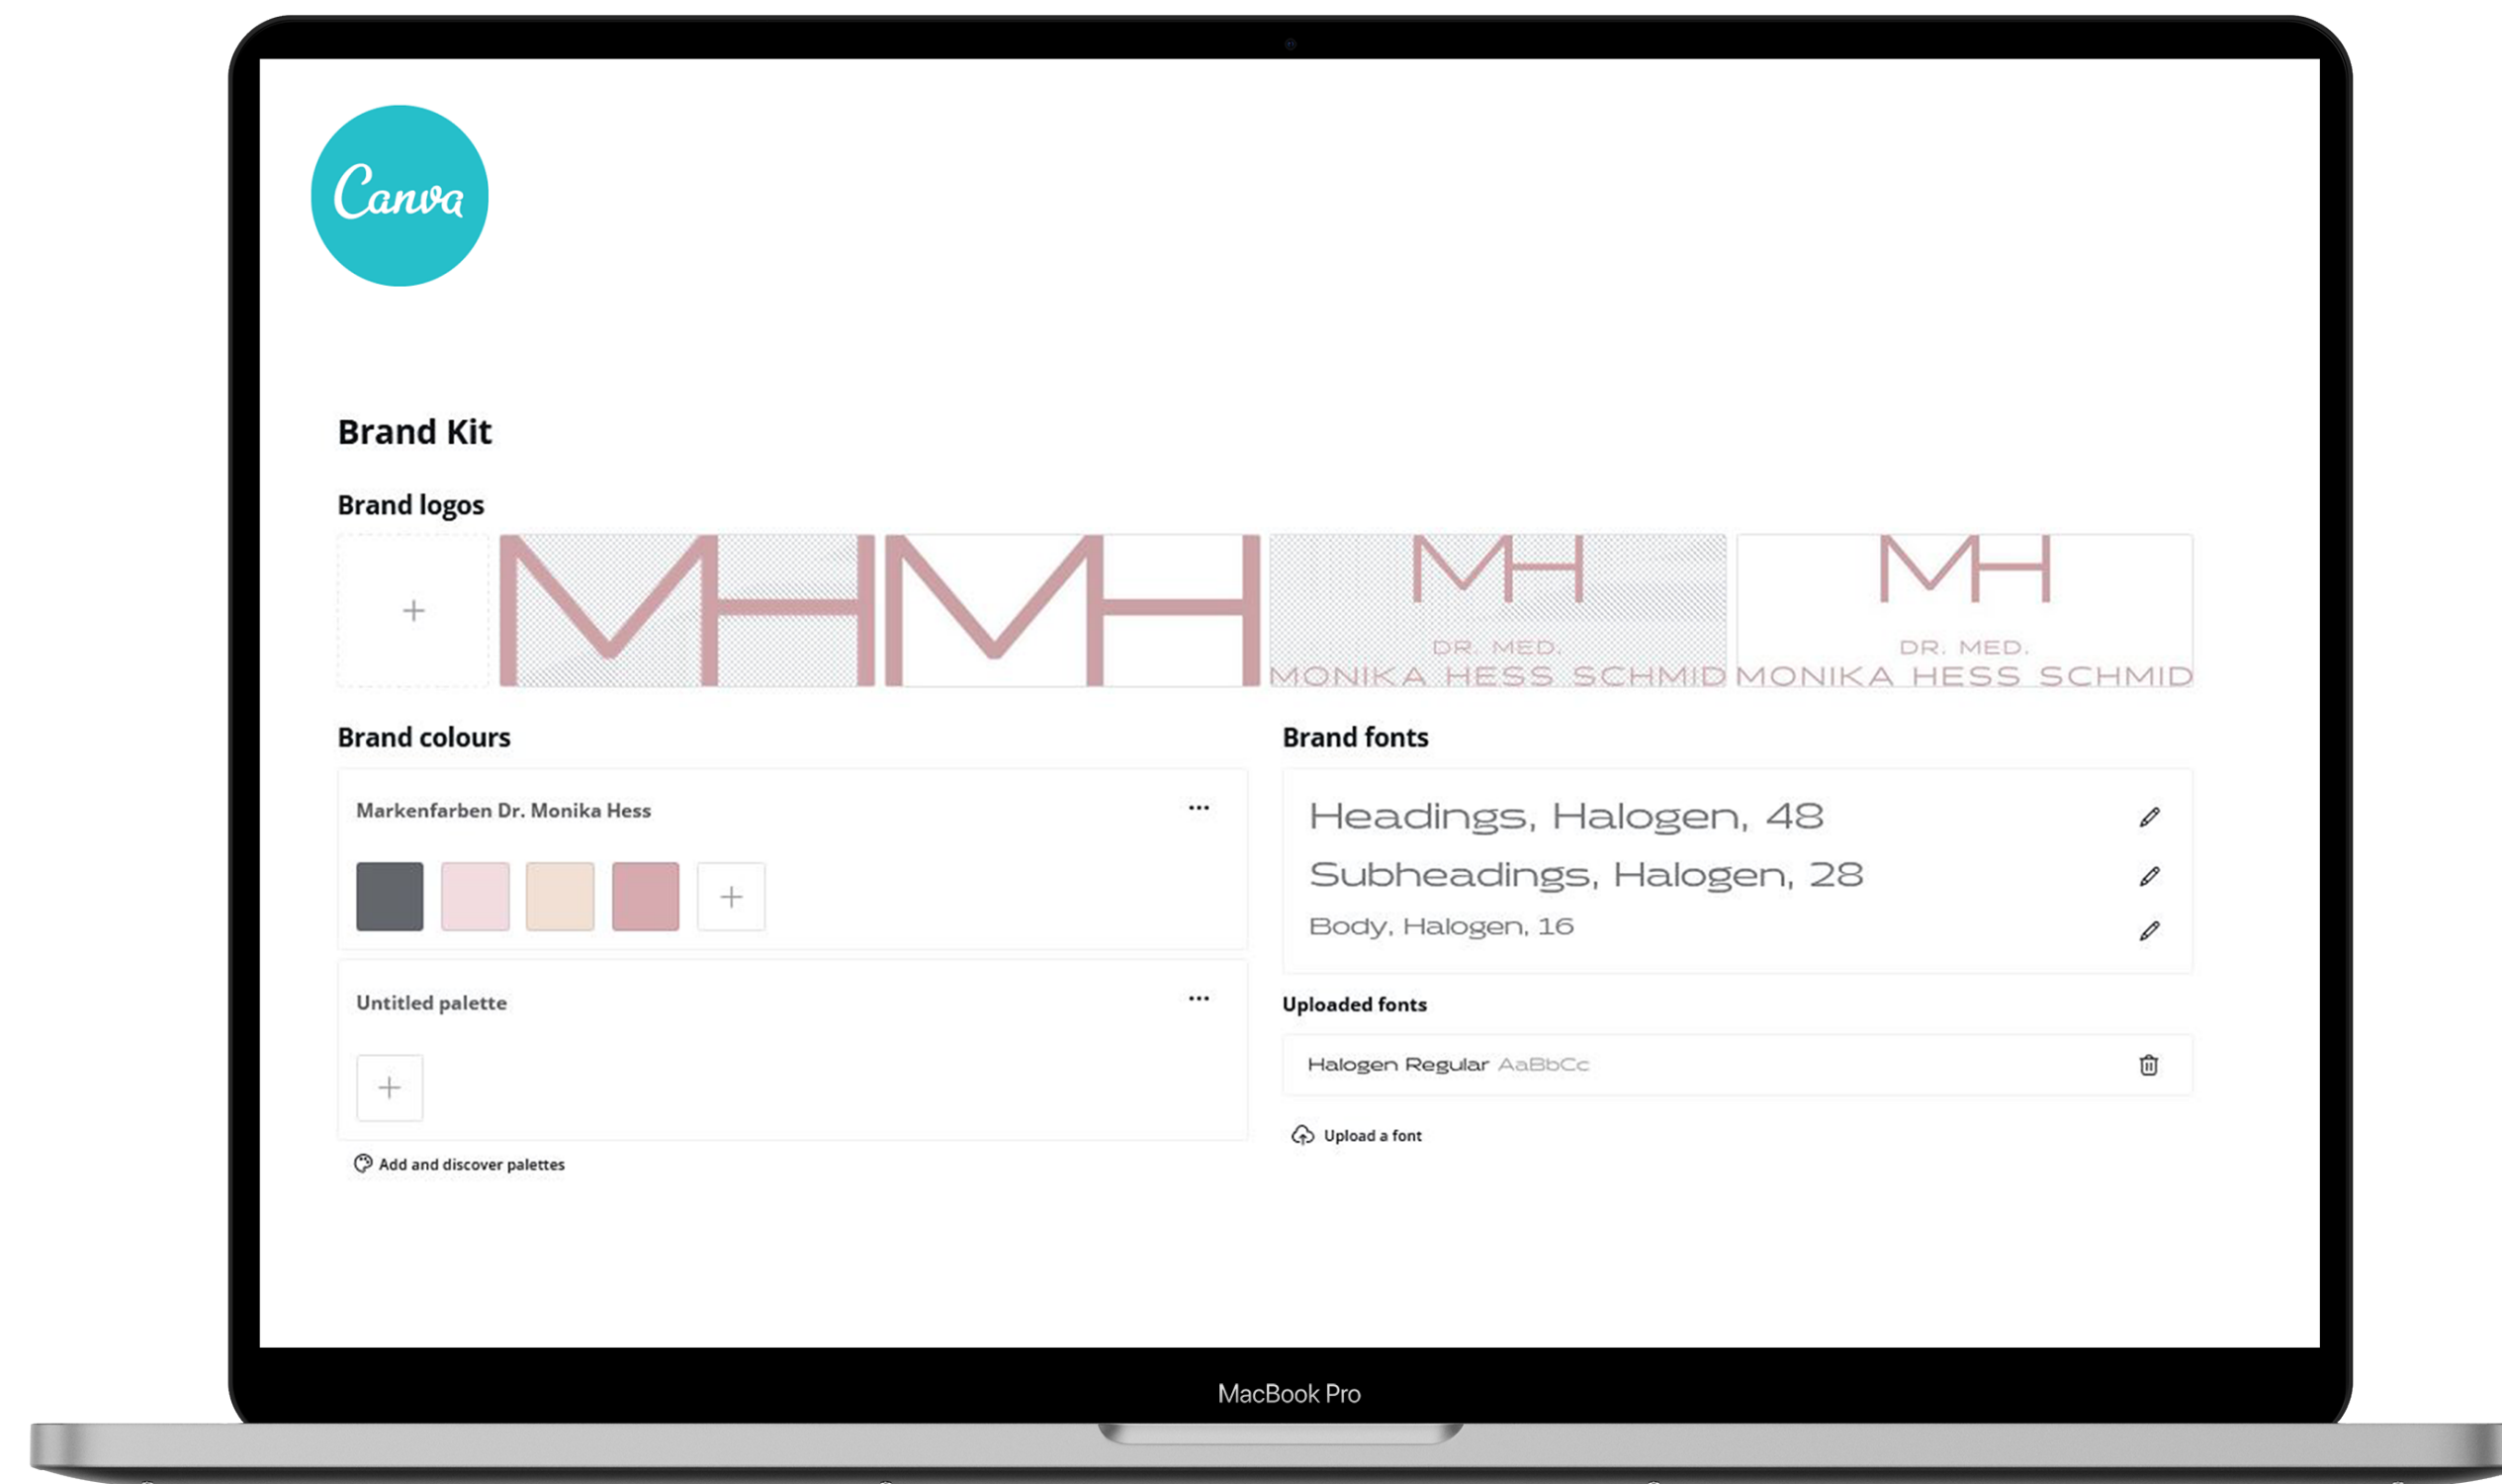 Canva
Brand Kit
Brand logos
MH
MH
MH
DR. MED.
MONIKA HESS SCHMID
MH
DR. MED.
MONIKA HESS SCHMID
Brand colours
Markenfarben Dr. Monika Hess
Untitled palette
Add and discover palettes
Brand fonts
Headings, Halogen, 48
Subheadings, Halogen, 28
Body, Halogen, 16
Uploaded fonts
Halogen Regular AaBbCc
Upload a font
MacBook Pro